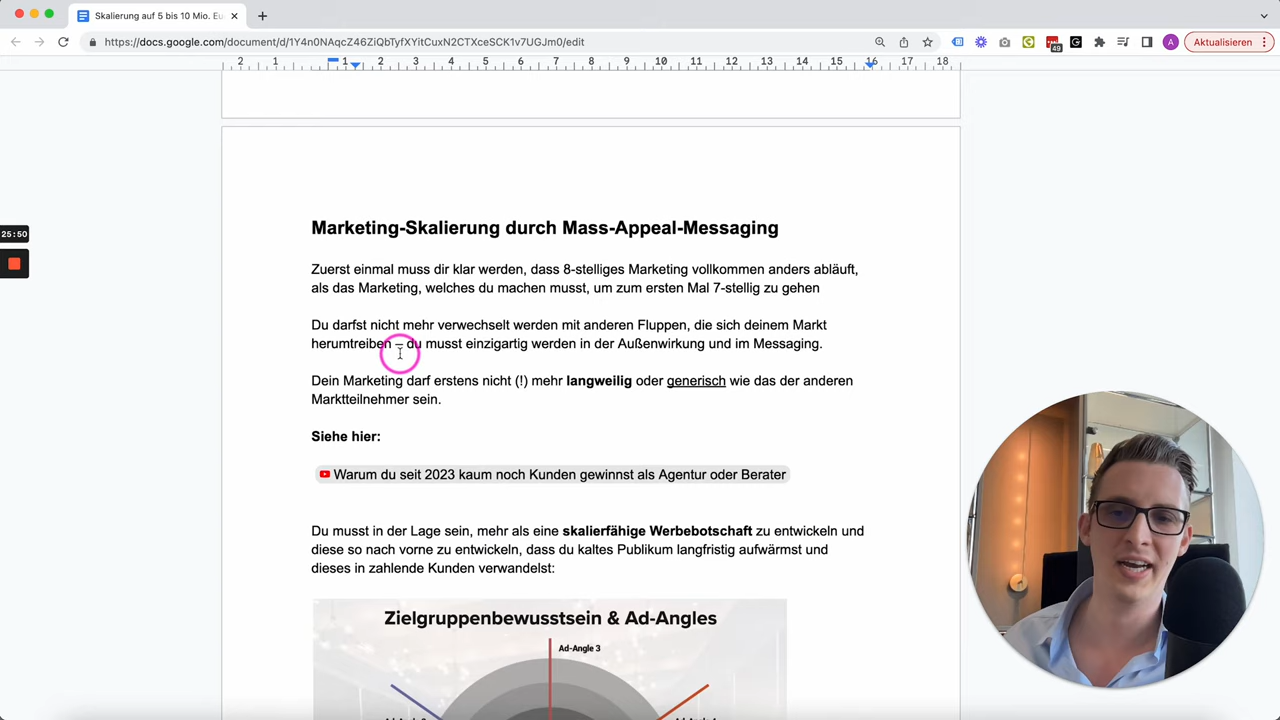 Skalierung auf 5 bis 10 Mio. Eu
https://docs.google.com/document/d/1Y4n0NAqcZ46ZiQbTyfXYitCuxN2CTXceSCK1v7UGJm0/edit
49
A
Aktualisieren
2 1 1 2 3 4 5 6 7 8 9 10 11 12 13 14 15 16 17 18
25:50
Marketing-Skalierung durch Mass-Appeal-Messaging
Zuerst einmal muss dir klar werden, dass 8-stelliges Marketing vollkommen anders abläuft,
als das Marketing, welches du machen musst, um zum ersten Mal 7-stellig zu gehen
Du darfst nicht mehr verwechselt werden mit anderen Fluppen, die sich deinem Markt
herumtreiben – du musst einzigartig werden in der Außenwirkung und im Messaging.
Dein Marketing darf erstens nicht (!) mehr langweilig oder generisch wie das der anderen
Marktteilnehmer sein.
Siehe hier:
Warum du seit 2023 kaum noch Kunden gewinnst als Agentur oder Berater
Du musst in der Lage sein, mehr als eine skalierfähige Werbebotschaft zu entwickeln und
diese so nach vorne zu entwickeln, dass du kaltes Publikum langfristig aufwärmst und
dieses in zahlende Kunden verwandelst:
Zielgruppenbewusstsein & Ad-Angles
Ad-Angle 3